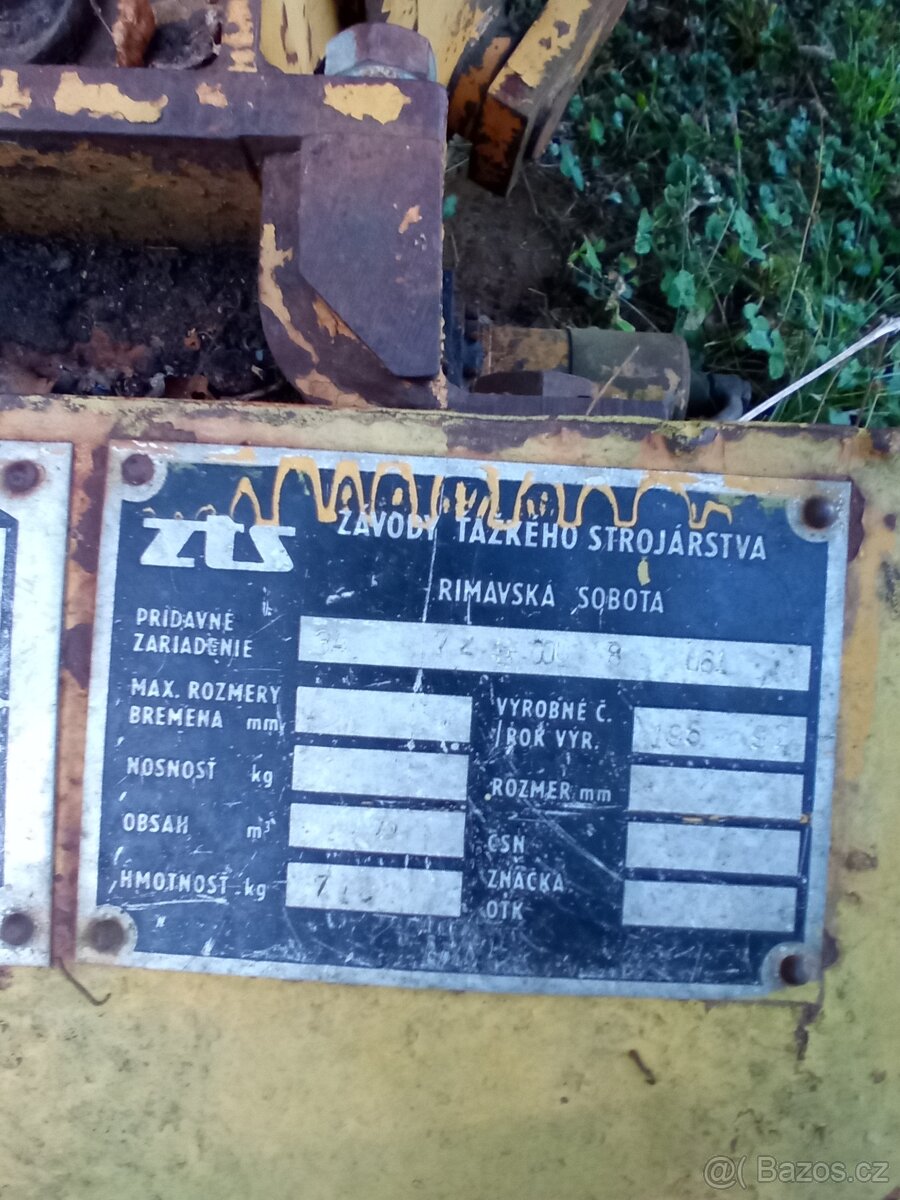 zts
ZÁVODY ŤAŽKÉHO STROJÁRSTVA
RIMAVSKÁ SOBOTA
PRÍDAVNÉ
ZARIADENIE
MAX. ROZMERY
BREMENA mm
NOSNOSŤ kg
OBSAH m³
HMOTNOSŤ kg
VÝROBNÉ Č.
/ROK VÝR.
ROZMER mm
ČSN
ZNAČKA
OTK
@( Bazos.cz